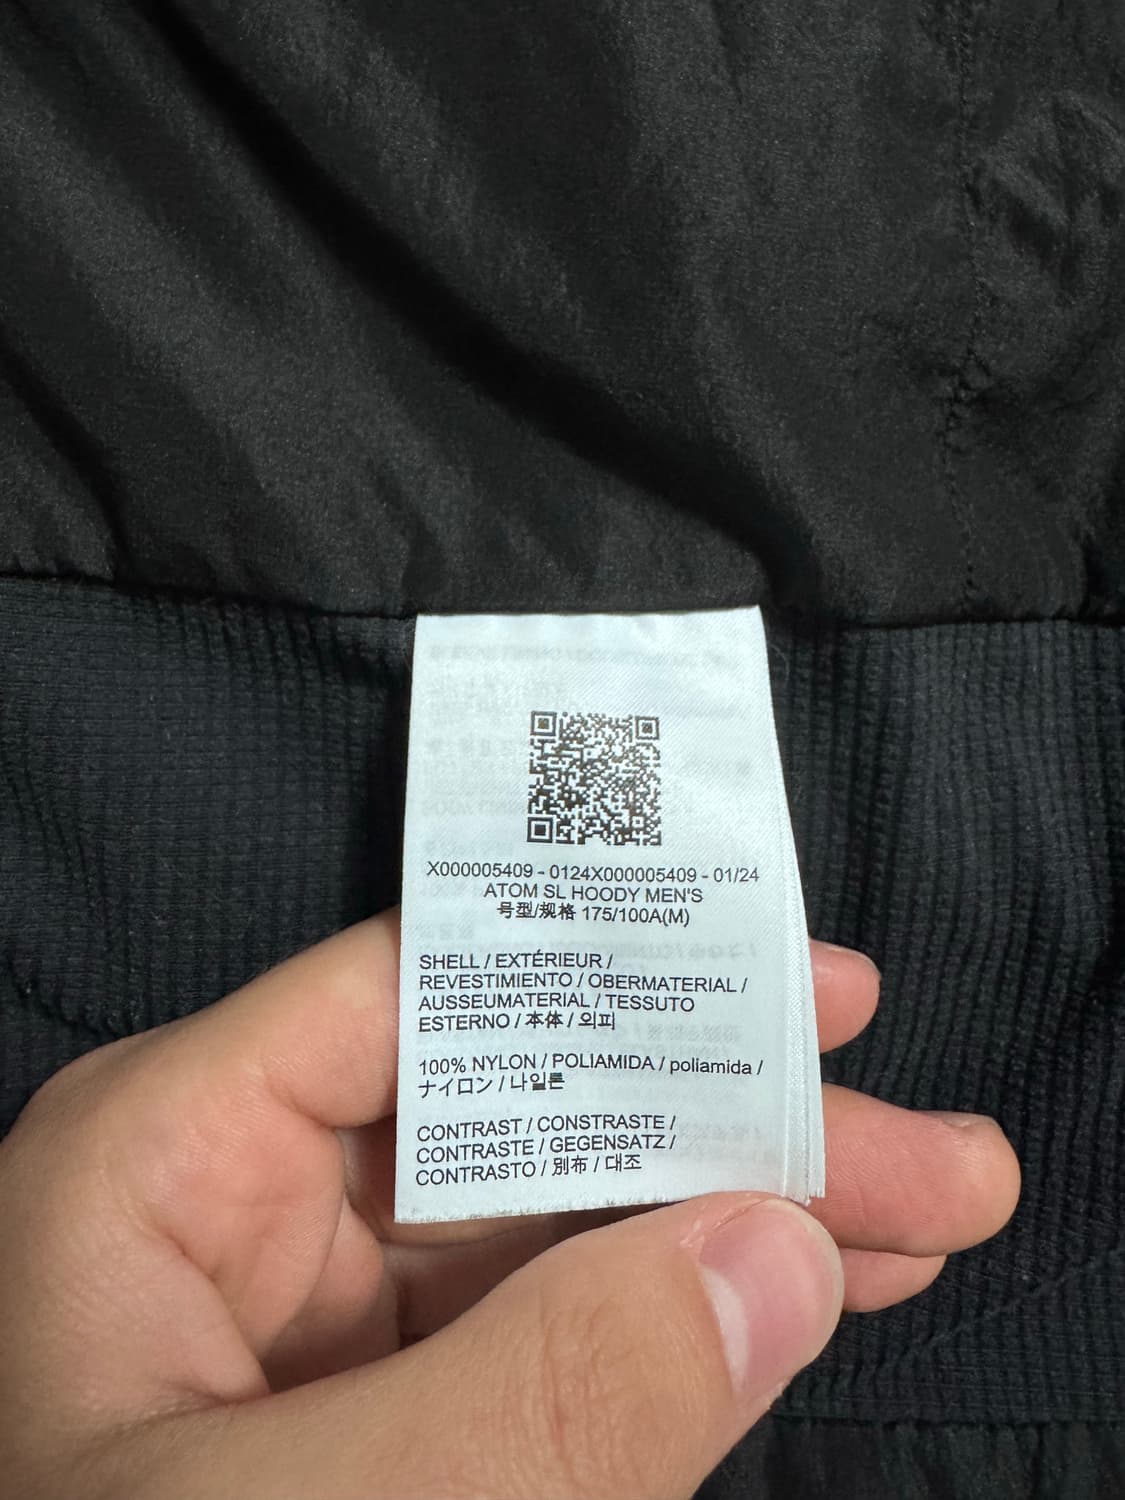 X000005409 - 0124X000005409 - 01/24
ATOM SL HOODY MEN'S
号型/规格 175/100A(M)
SHELL / EXTÉRIEUR /
REVESTIMIENTO / OBERMATERIAL /
AUSSEUMATERIAL / TESSUTO
ESTERNO / 本体 / 외피
100% NYLON / POLIAMIDA / poliamida /
ナイロン / 나일론
CONTRAST / CONSTRASTE /
CONTRASTE / GEGENSATZ /
CONTRASTO / 別布 / 대조